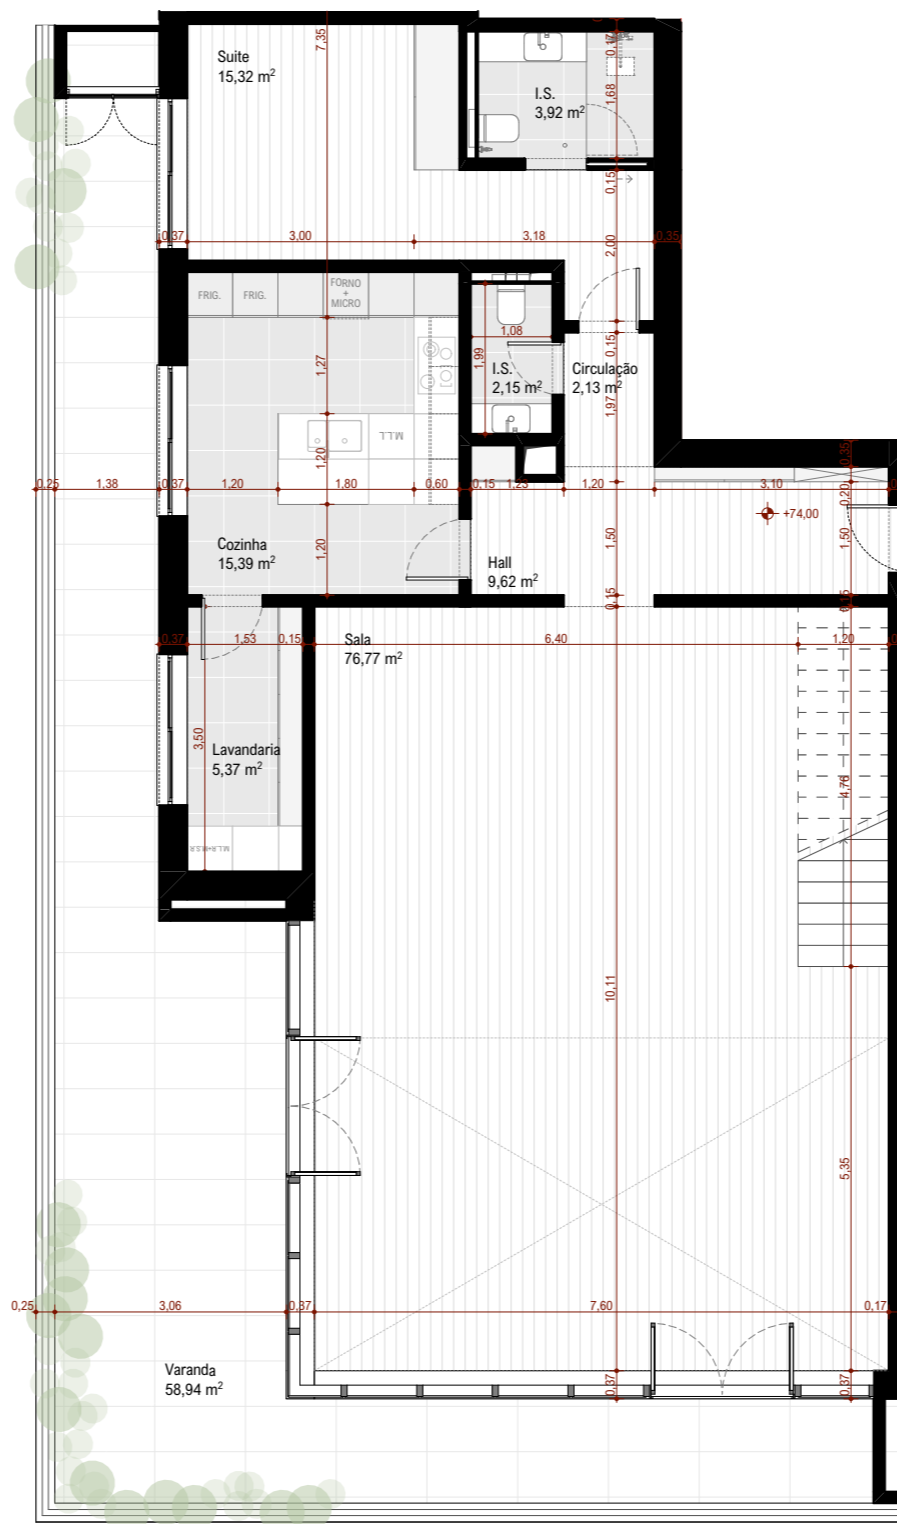 7,35
Suite
15,32 m²
0,17
1,68
I.S.
3,92 m²
0,15
0,37
3,00
3,18
0,35
2,00
FRIG.
FRIG.
FORNO
+
MICRO
1,08
1,99
I.S.
2,15 m²
0,15
Circulação
2,13 m²
1,97
1,27
M.L.L
1,20
0,35
0,20
0,25
1,38
0,37
1,20
1,80
0,60
0,15
1,23
1,20
3,10
+74,00
1,50
1,50
Cozinha
15,39 m²
1,20
Hall
9,62 m²
0,15
0,15
0,37
1,53
0,15
Sala
76,77 m²
6,40
1,20
3,50
Lavandaria
5,37 m²
4,76
M.L.R+M.S.R
10,11
5,35
0,25
3,06
0,37
7,60
0,17
Varanda
58,94 m²
0,37
0,37